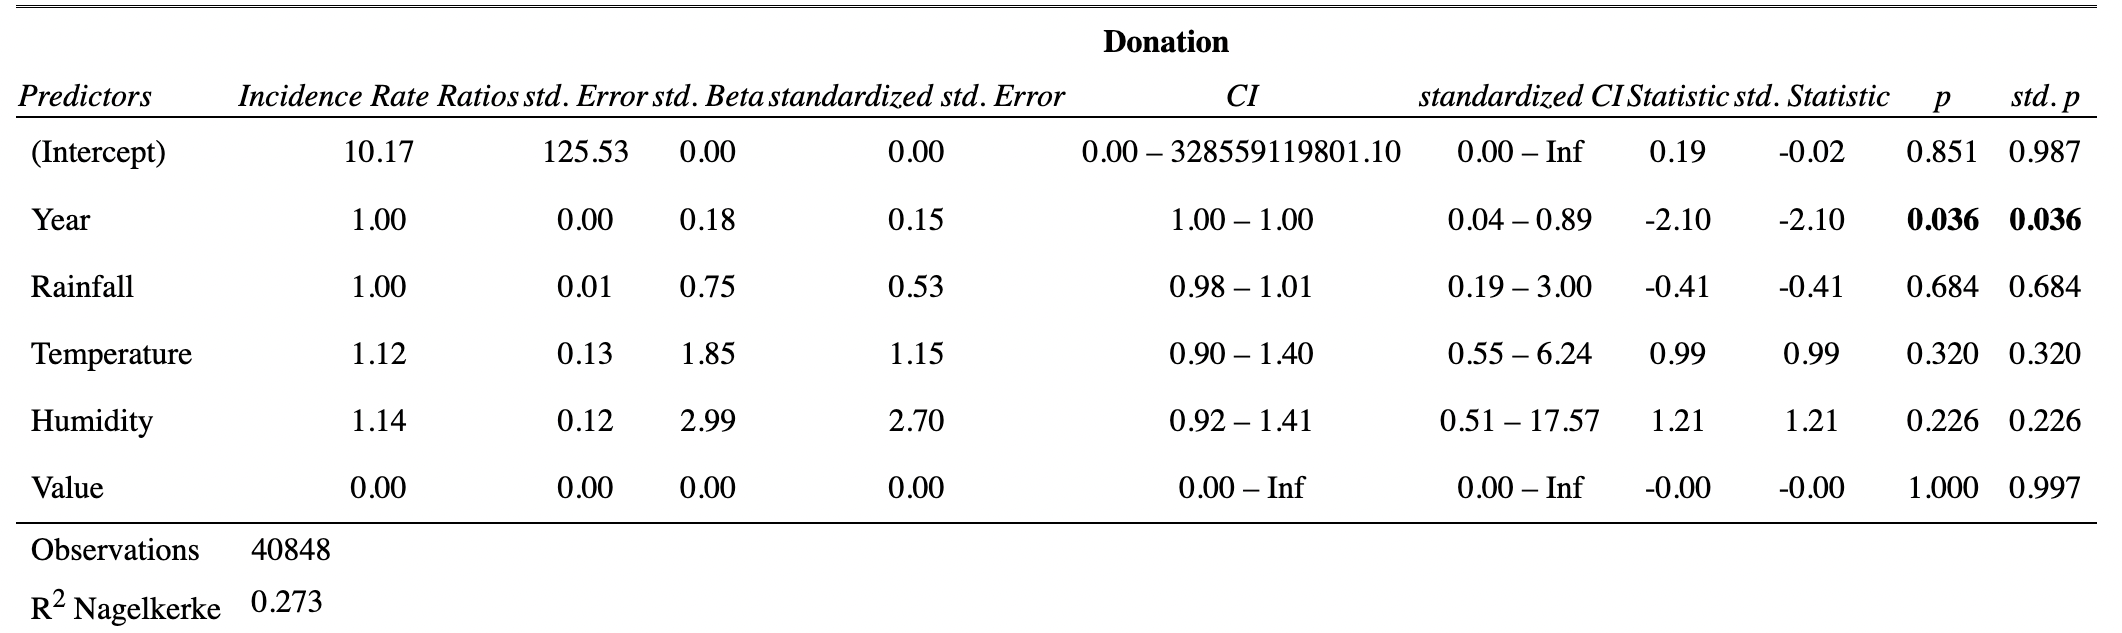 Donation
Predictors Incidence Rate Ratios std. Error std. Beta standardized std. Error CI standardized CI Statistic std. Statistic p std. p
(Intercept) 10.17 125.53 0.00 0.00 0.00 – 328559119801.10 0.00 – Inf 0.19 -0.02 0.851 0.987
Year 1.00 0.00 0.18 0.15 1.00 – 1.00 0.04 – 0.89 -2.10 -2.10 0.036 0.036
Rainfall 1.00 0.01 0.75 0.53 0.98 – 1.01 0.19 – 3.00 -0.41 -0.41 0.684 0.684
Temperature 1.12 0.13 1.85 1.15 0.90 – 1.40 0.55 – 6.24 0.99 0.99 0.320 0.320
Humidity 1.14 0.12 2.99 2.70 0.92 – 1.41 0.51 – 17.57 1.21 1.21 0.226 0.226
Value 0.00 0.00 0.00 0.00 0.00 – Inf 0.00 – Inf -0.00 -0.00 1.000 0.997
Observations 40848
R² Nagelkerke 0.273